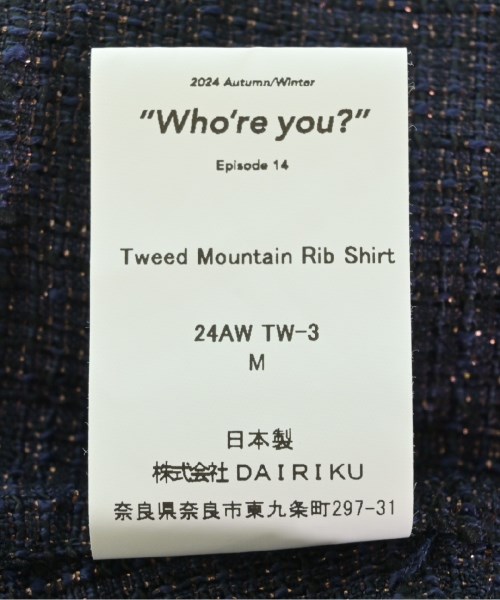 2024 Autumn/Winter
"Who're you?"
Episode 14
Tweed Mountain Rib Shirt
24AW TW-3
M
日本製
株式会社 DAIRIKU
奈良県奈良市東九条町297-31